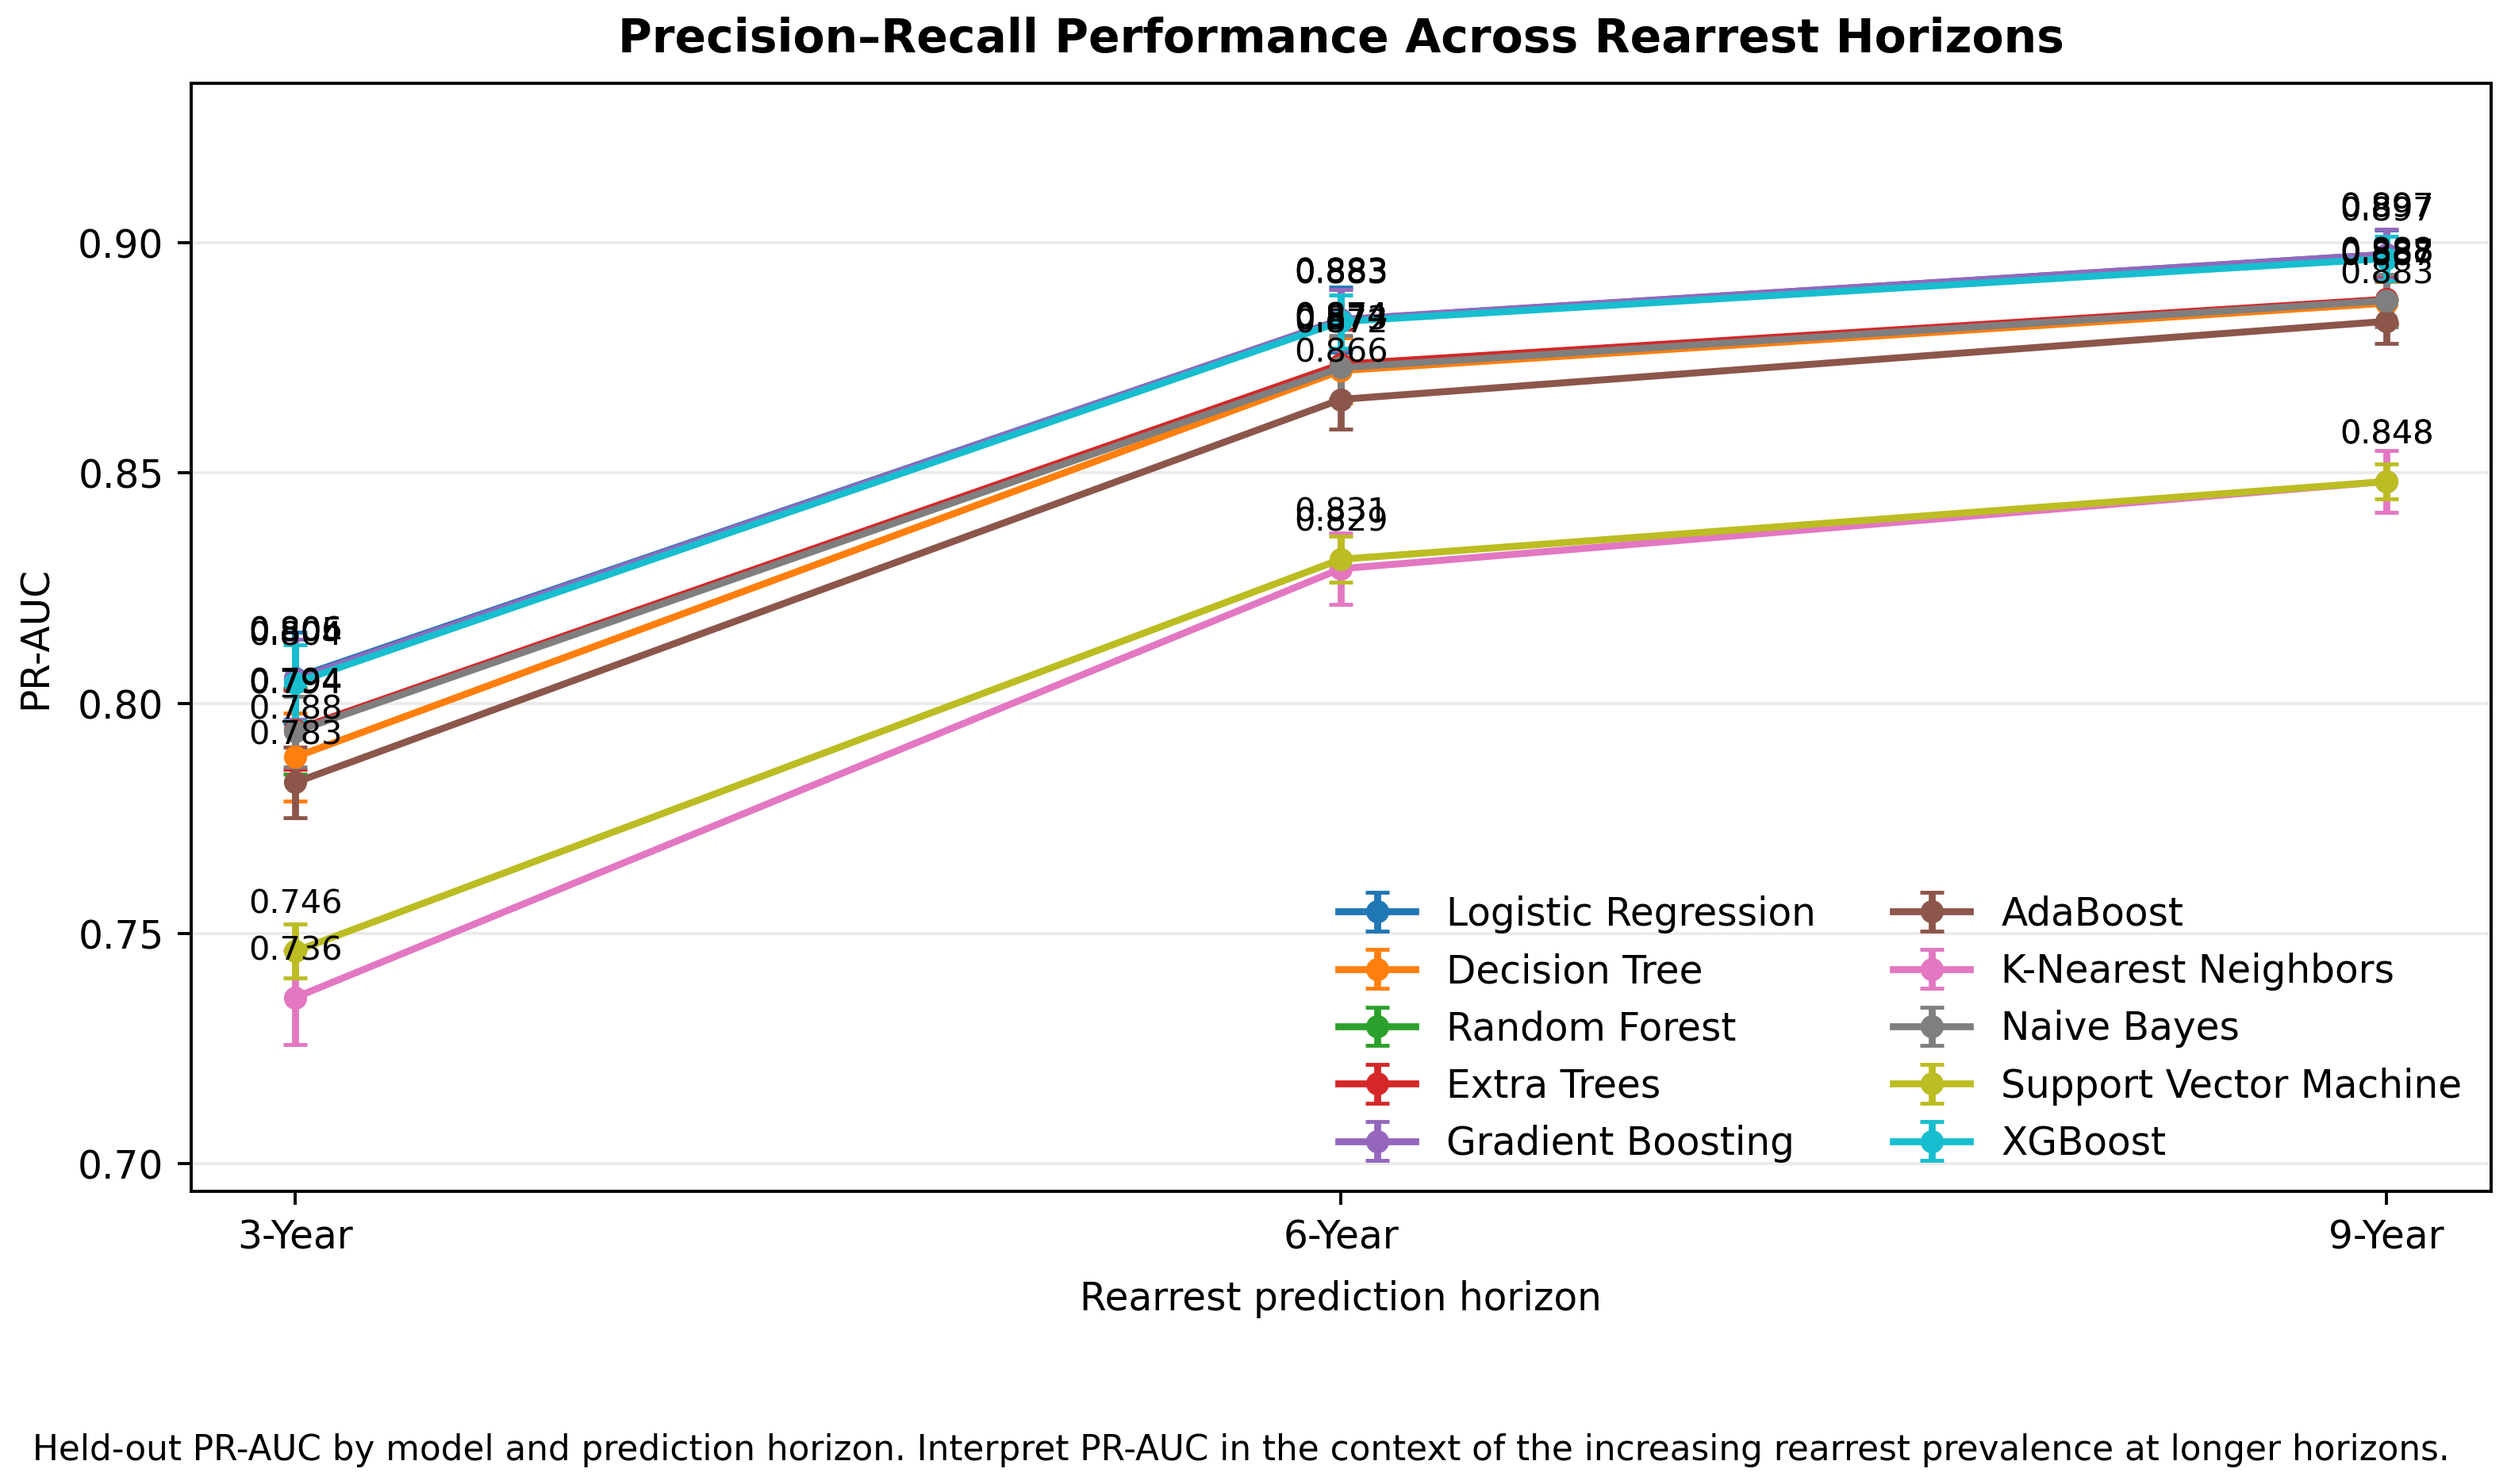 Precision–Recall Performance Across Rearrest Horizons
PR-AUC
0.90
0.85
0.80
0.75
0.70
0.794
0.788
0.783
0.746
0.736
0.883
0.866
0.829
0.897
0.883
0.848
Logistic Regression
Decision Tree
Random Forest
Extra Trees
Gradient Boosting
AdaBoost
K-Nearest Neighbors
Naive Bayes
Support Vector Machine
XGBoost
3-Year
6-Year
9-Year
Rearrest prediction horizon
Held-out PR-AUC by model and prediction horizon. Interpret PR-AUC in the context of the increasing rearrest prevalence at longer horizons.